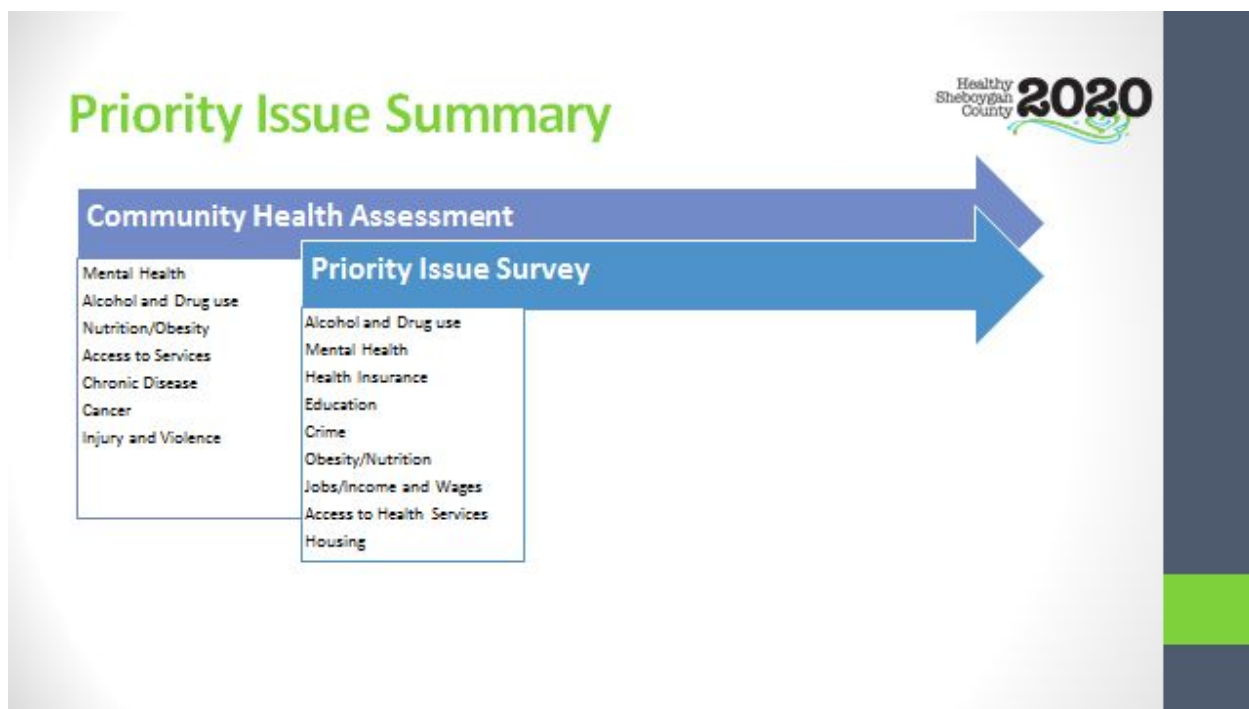 Priority Issue Summary
Healthy
Sheboygan
County
2020
Community Health Assessment
Mental Health
Alcohol and Drug use
Nutrition/Obesity
Access to Services
Chronic Disease
Cancer
Injury and Violence
Priority Issue Survey
Alcohol and Drug use
Mental Health
Health Insurance
Education
Crime
Obesity/Nutrition
Jobs/Income and Wages
Access to Health Services
Housing